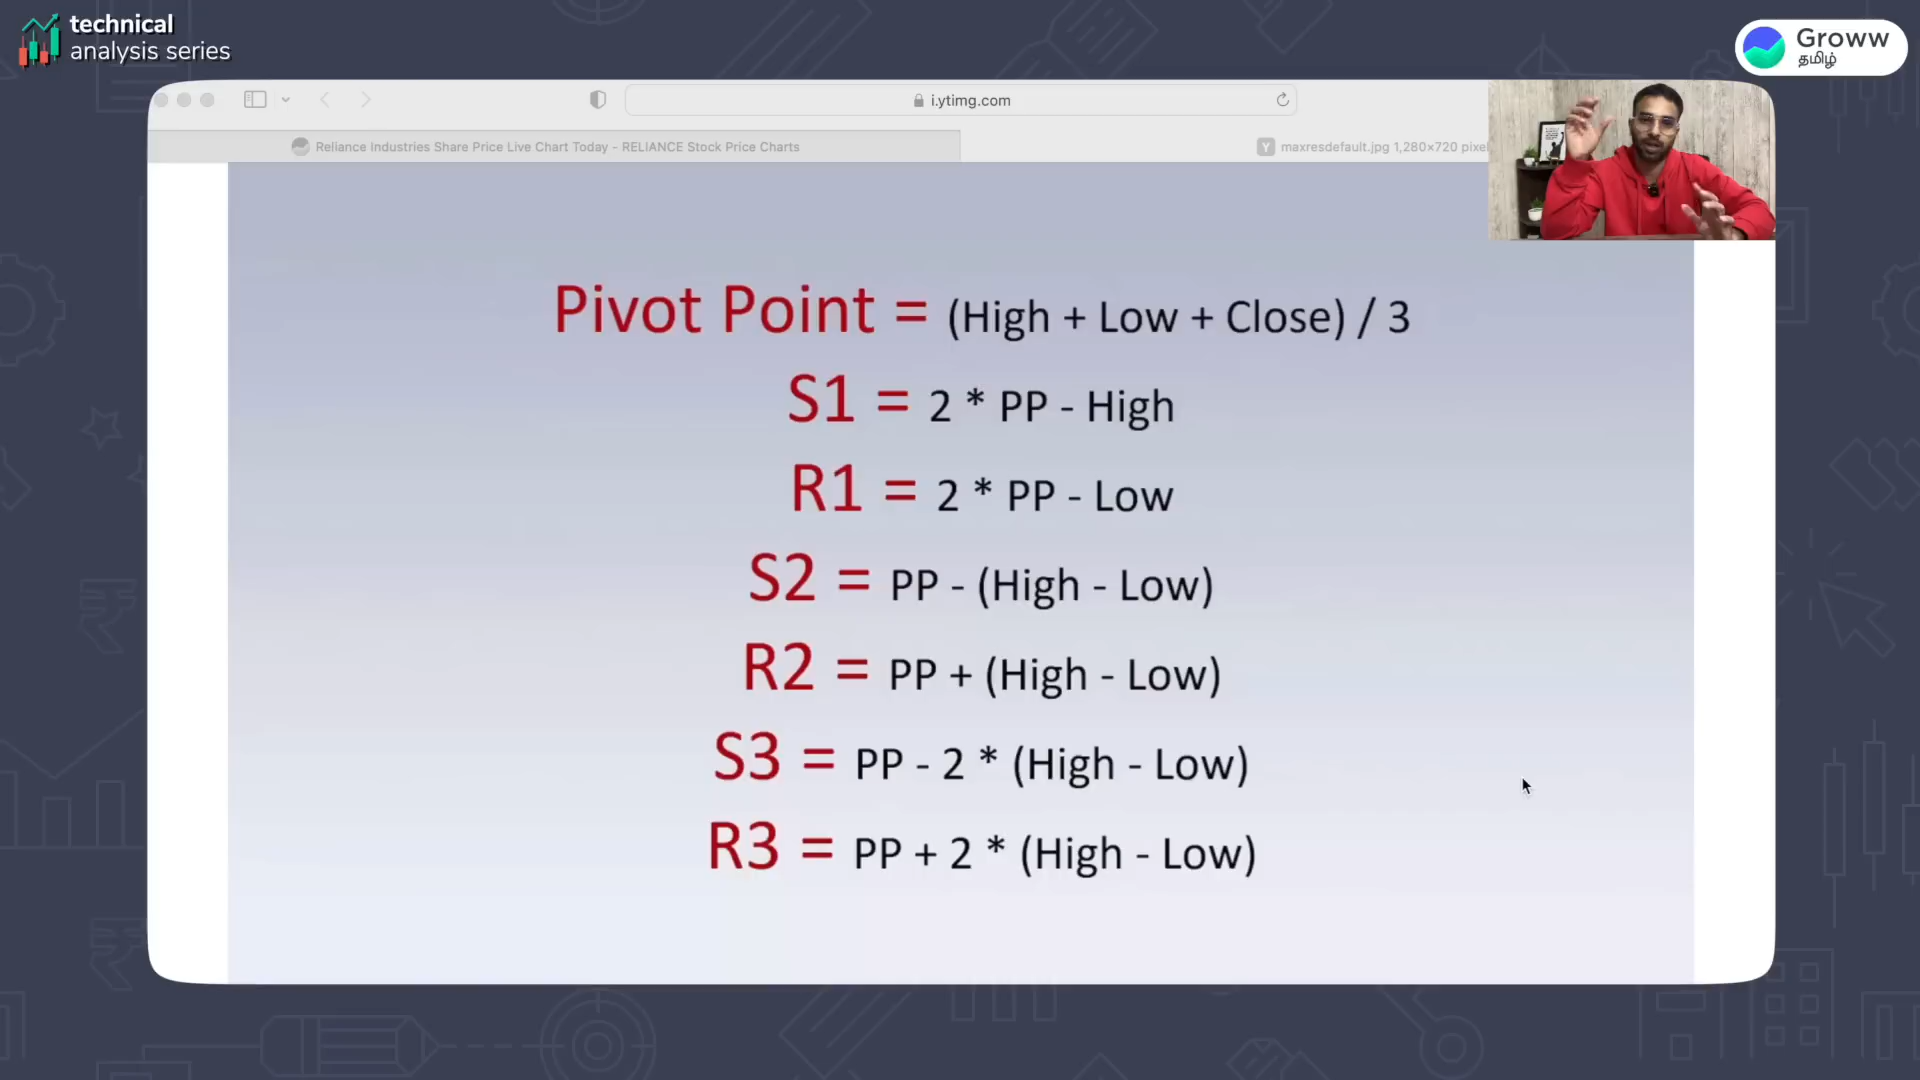 technical
analysis series
Groww
தமிழ்
i.ytimg.com
Reliance Industries Share Price Live Chart Today - RELIANCE Stock Price Charts
Y maxresdefault.jpg 1,280×720 pixel
Pivot Point = (High + Low + Close) / 3
S1 = 2 * PP - High
R1 = 2 * PP - Low
S2 = PP - (High - Low)
R2 = PP + (High - Low)
S3 = PP - 2 * (High - Low)
R3 = PP + 2 * (High - Low)